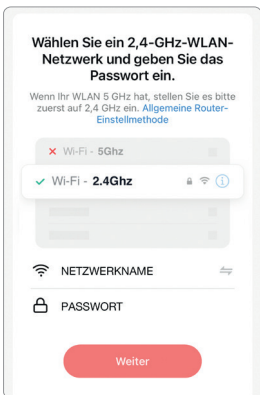 Wählen Sie ein 2,4-GHz-WLAN-
Netzwerk und geben Sie das
Passwort ein.
Wenn Ihr WLAN 5 GHz hat, stellen Sie es bitte
zuerst auf 2,4 GHz ein. Allgemeine Router-
Einstellmethode
Wi-Fi - 5Ghz
Wi-Fi - 2.4Ghz
NETZWERKNAME
PASSWORT
Weiter